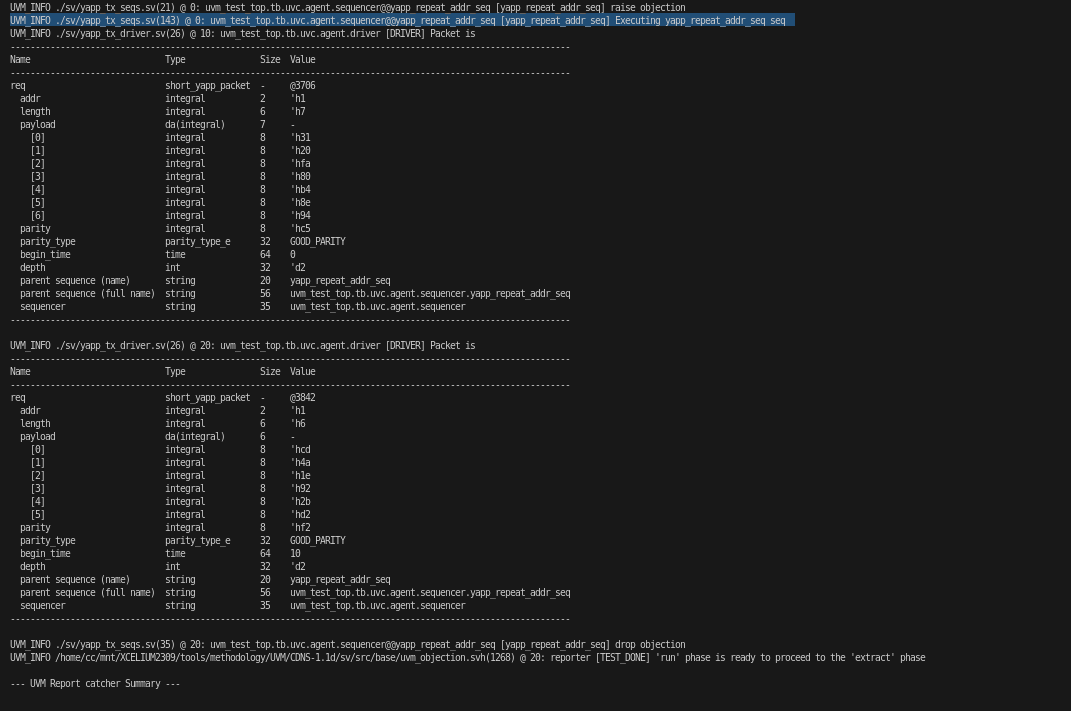 UVM_INFO ./sv/yapp_tx_seqs.sv(21) @ 0: uvm_test_top.tb.uvc.agent.sequencer@@yapp_repeat_addr_seq [yapp_repeat_addr_seq] raise objection
UVM_INFO ./sv/yapp_tx_seqs.sv(143) @ 0: uvm_test_top.tb.uvc.agent.sequencer@@yapp_repeat_addr_seq [yapp_repeat_addr_seq] Executing yapp_repeat_addr_seq seq
UVM_INFO ./sv/yapp_tx_driver.sv(26) @ 10: uvm_test_top.tb.uvc.agent.driver [DRIVER] Packet is
----------------------------------------------------------------------------------------------------------------
Name                           Type               Size  Value
----------------------------------------------------------------------------------------------------------------
req                            short_yapp_packet  -     @3706
  addr                         integral           2     'h1
  length                       integral           6     'h7
  payload                      da(integral)       7     -
    [0]                        integral           8     'h31
    [1]                        integral           8     'h20
    [2]                        integral           8     'hfa
    [3]                        integral           8     'h80
    [4]                        integral           8     'hb4
    [5]                        integral           8     'h8e
    [6]                        integral           8     'h94
  parity                       integral           8     'hc5
  parity_type                  parity_type_e      32    GOOD_PARITY
  begin_time                   time               64    0
  depth                        int                32    'd2
  parent sequence (name)       string             20    yapp_repeat_addr_seq
  parent sequence (full name)  string             56    uvm_test_top.tb.uvc.agent.sequencer.yapp_repeat_addr_seq
  sequencer                    string             35    uvm_test_top.tb.uvc.agent.sequencer
----------------------------------------------------------------------------------------------------------------

UVM_INFO ./sv/yapp_tx_driver.sv(26) @ 20: uvm_test_top.tb.uvc.agent.driver [DRIVER] Packet is
----------------------------------------------------------------------------------------------------------------
Name                           Type               Size  Value
----------------------------------------------------------------------------------------------------------------
req                            short_yapp_packet  -     @3842
  addr                         integral           2     'h1
  length                       integral           6     'h6
  payload                      da(integral)       6     -
    [0]                        integral           8     'hcd
    [1]                        integral           8     'h4a
    [2]                        integral           8     'h1e
    [3]                        integral           8     'h92
    [4]                        integral           8     'h2b
    [5]                        integral           8     'hd2
  parity                       integral           8     'hf2
  parity_type                  parity_type_e      32    GOOD_PARITY
  begin_time                   time               64    10
  depth                        int                32    'd2
  parent sequence (name)       string             20    yapp_repeat_addr_seq
  parent sequence (full name)  string             56    uvm_test_top.tb.uvc.agent.sequencer.yapp_repeat_addr_seq
  sequencer                    string             35    uvm_test_top.tb.uvc.agent.sequencer
----------------------------------------------------------------------------------------------------------------

UVM_INFO ./sv/yapp_tx_seqs.sv(35) @ 20: uvm_test_top.tb.uvc.agent.sequencer@@yapp_repeat_addr_seq [yapp_repeat_addr_seq] drop objection
UVM_INFO /home/cc/mnt/XCELIUM2309/tools/methodology/UVM/CDNS-1.1d/sv/src/base/uvm_objection.svh(1268) @ 20: reporter [TEST_DONE] 'run' phase is ready to proceed to the 'extract' phase

--- UVM Report catcher Summary ---